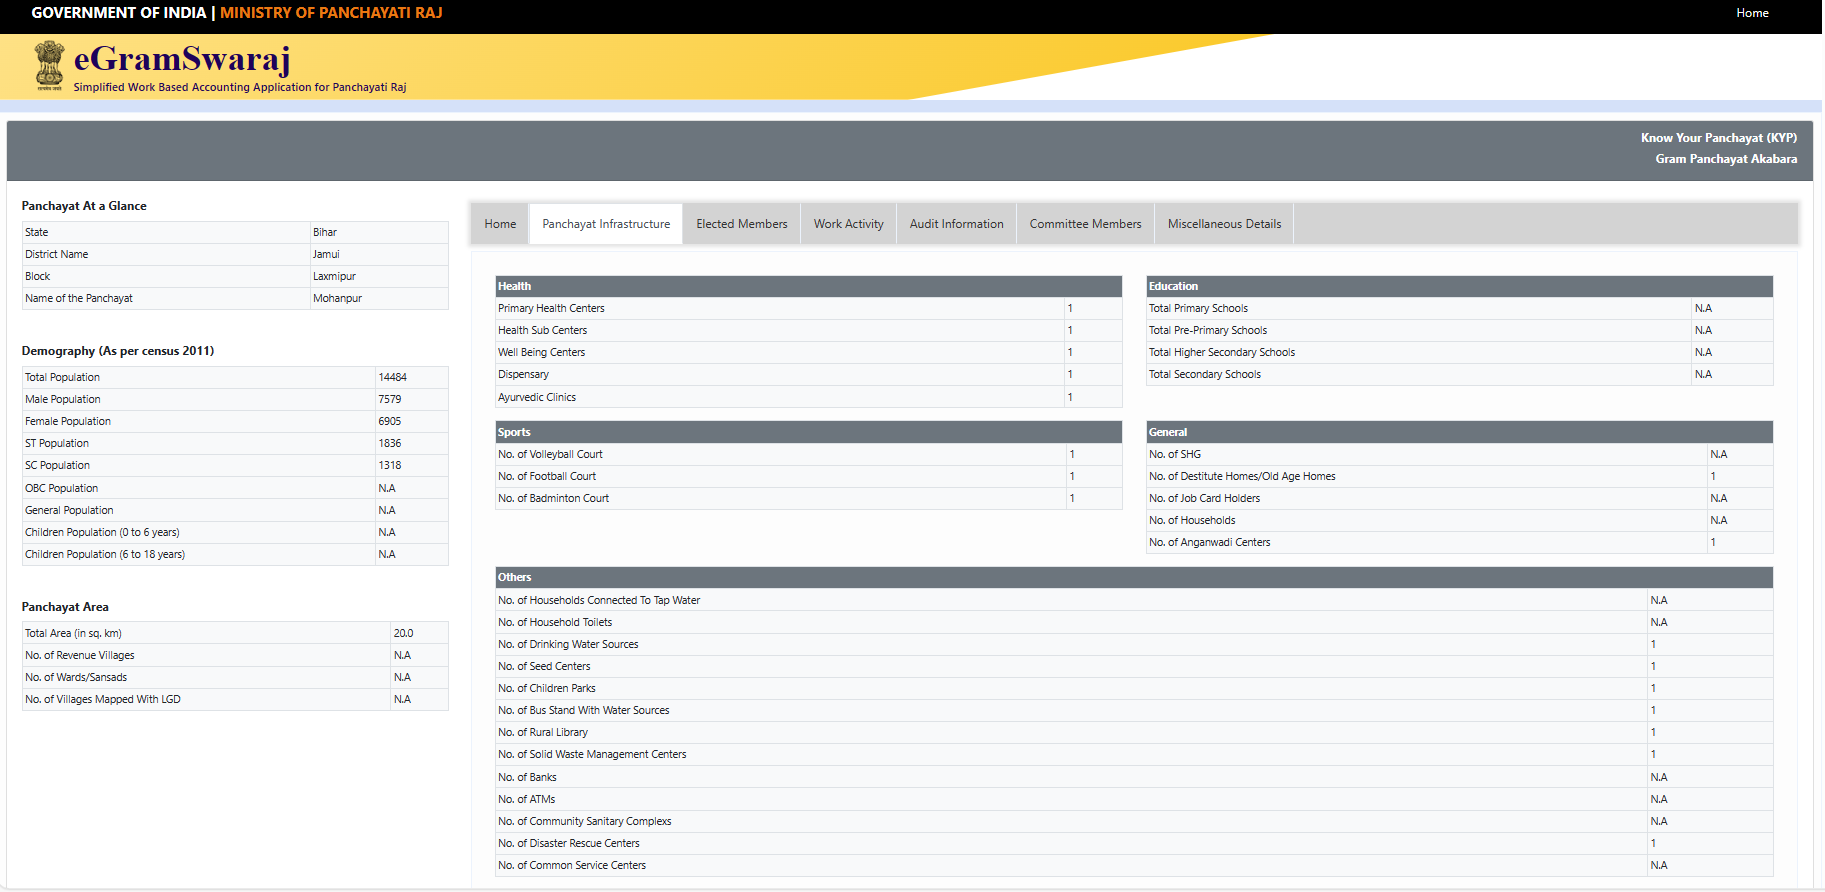 GOVERNMENT OF INDIA | MINISTRY OF PANCHAYATI RAJ
Home
eGramSwaraj
Simplified Work Based Accounting Application for Panchayati Raj
Know Your Panchayat (KYP)
Gram Panchayat Akabara
Panchayat At a Glance
State Bihar
District Name Jamui
Block Laxmipur
Name of the Panchayat Mohanpur
Demography (As per census 2011)
Total Population 14484
Male Population 7579
Female Population 6905
ST Population 1836
SC Population 1318
OBC Population N.A
General Population N.A
Children Population (0 to 6 years) N.A
Children Population (6 to 18 years) N.A
Panchayat Area
Total Area (in sq. km) 20.0
No. of Revenue Villages N.A
No. of Wards/Sansads N.A
No. of Villages Mapped With LGD N.A
Home Panchayat Infrastructure Elected Members Work Activity Audit Information Committee Members Miscellaneous Details
Health
Primary Health Centers 1
Health Sub Centers 1
Well Being Centers 1
Dispensary 1
Ayurvedic Clinics 1
Education
Total Primary Schools N.A
Total Pre-Primary Schools N.A
Total Higher Secondary Schools N.A
Total Secondary Schools N.A
Sports
No. of Volleyball Court 1
No. of Football Court 1
No. of Badminton Court 1
General
No. of SHG N.A
No. of Destitute Homes/Old Age Homes 1
No. of Job Card Holders N.A
No. of Households N.A
No. of Anganwadi Centers 1
Others
No. of Households Connected To Tap Water N.A
No. of Household Toilets N.A
No. of Drinking Water Sources 1
No. of Seed Centers 1
No. of Children Parks 1
No. of Bus Stand With Water Sources 1
No. of Rural Library 1
No. of Solid Waste Management Centers 1
No. of Banks N.A
No. of ATMs N.A
No. of Community Sanitary Complexs N.A
No. of Disaster Rescue Centers 1
No. of Common Service Centers N.A